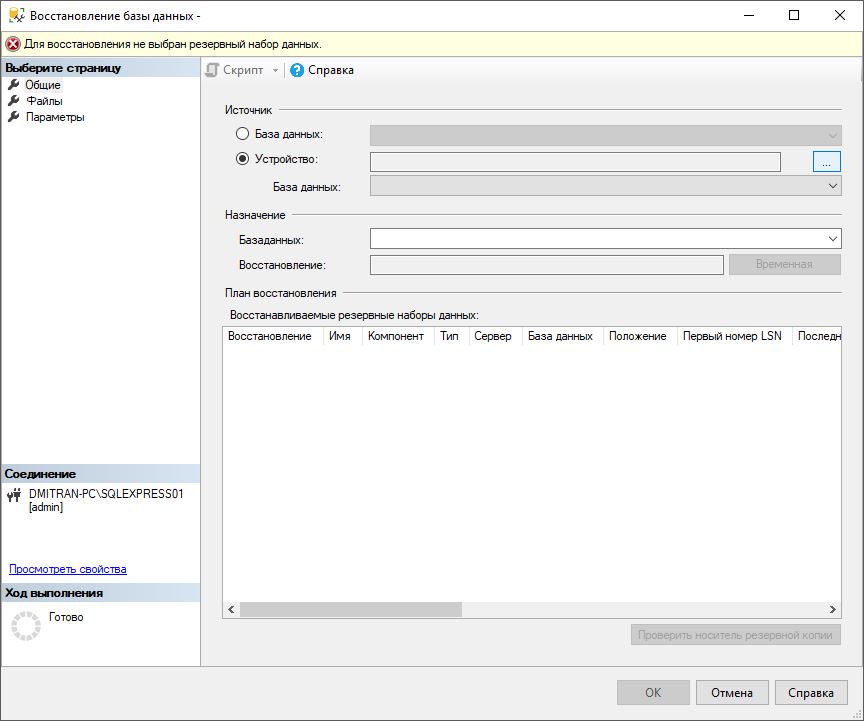 Восстановление базы данных -
Для восстановления не выбран резервный набор данных.
Выберите страницу
Общие
Файлы
Параметры
Скрипт
Справка
Источник
База данных:
Устройство:
...
База данных:
Назначение
Базаданных:
Восстановление:
Временная
План восстановления
Восстанавливаемые резервные наборы данных:
Восстановление Имя Компонент Тип Сервер База данных Положение Первый номер LSN Последн
Соединение
DMITRAN-PC\SQLEXPRESS01
[admin]
Просмотреть свойства
Ход выполнения
Готово
Проверить носитель резервной копии
ОК Отмена Справка